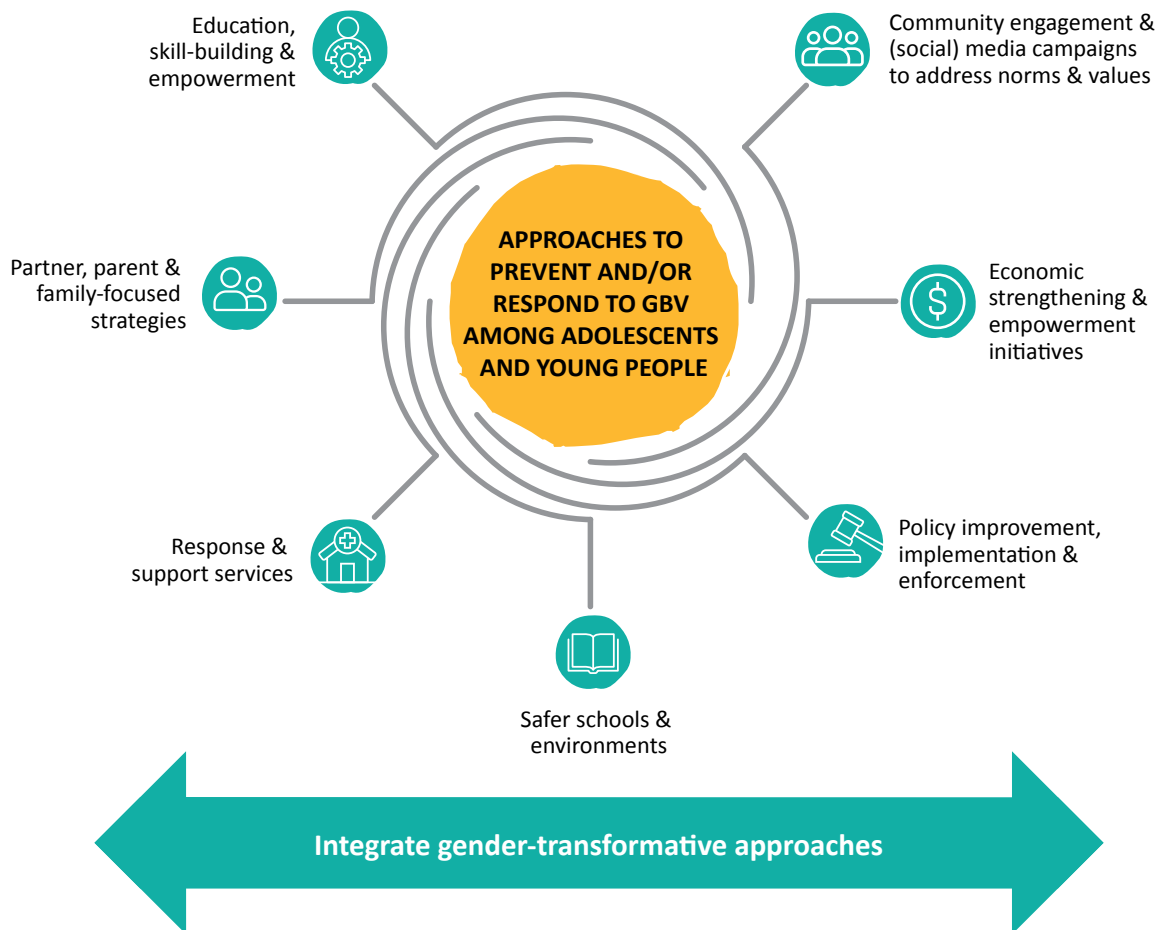 Education,
skill-building &
empowerment
Community engagement &
(social) media campaigns
to address norms & values
APPROACHES TO
PREVENT AND/OR
RESPOND TO GBV
AMONG ADOLESCENTS
AND YOUNG PEOPLE
Partner, parent &
family-focused
strategies
$
Economic
strengthening &
empowerment
initiatives
Response &
support services
Policy improvement,
implementation &
enforcement
Safer schools &
environments
Integrate gender-transformative approaches